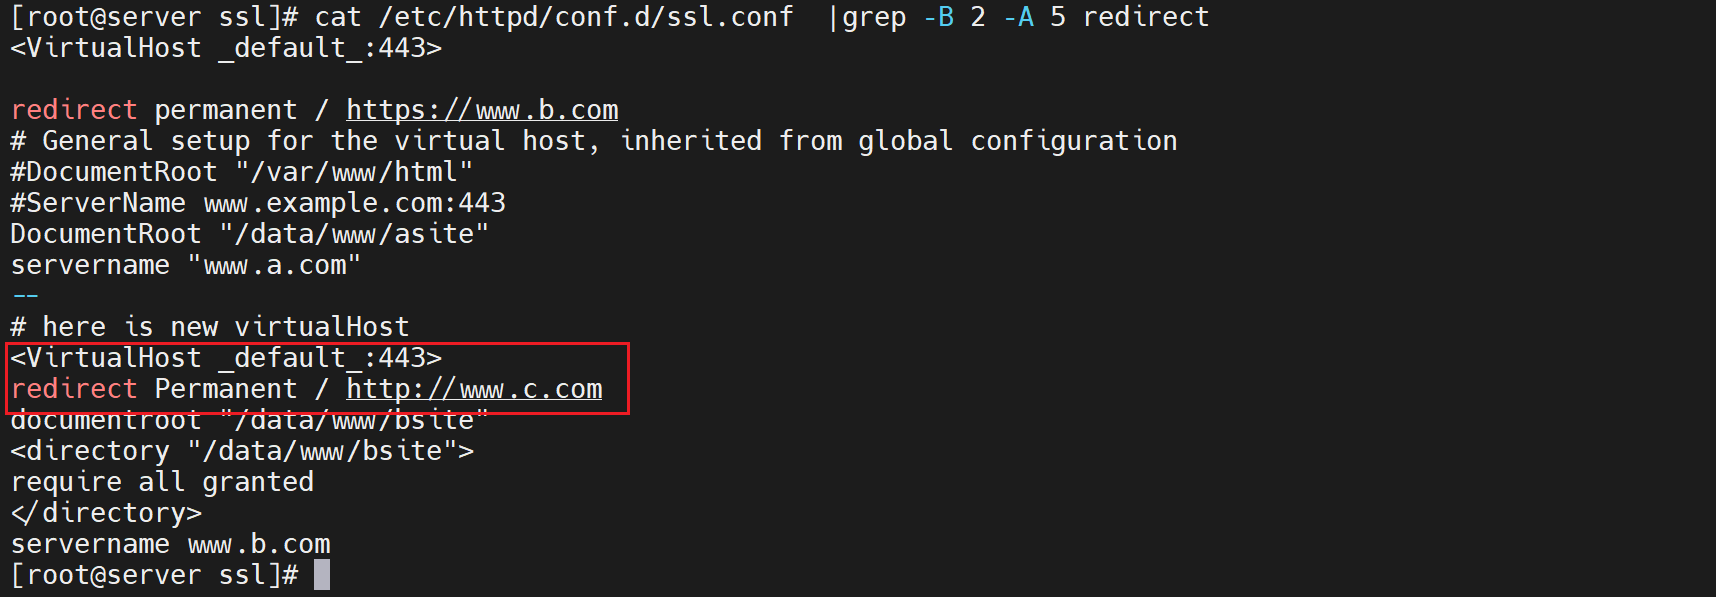 [root@server ssl]# cat /etc/httpd/conf.d/ssl.conf  |grep -B 2 -A 5 redirect
<VirtualHost _default_:443>
redirect permanent / https://www.b.com
# General setup for the virtual host, inherited from global configuration
#DocumentRoot "/var/www/html"
#ServerName www.example.com:443
DocumentRoot "/data/www/asite"
servername "www.a.com"
--
# here is new virtualHost
<VirtualHost _default_:443>
redirect Permanent / http://www.c.com
documentroot "/data/www/bsite"
<directory "/data/www/bsite">
require all granted
</directory>
servername www.b.com
[root@server ssl]#